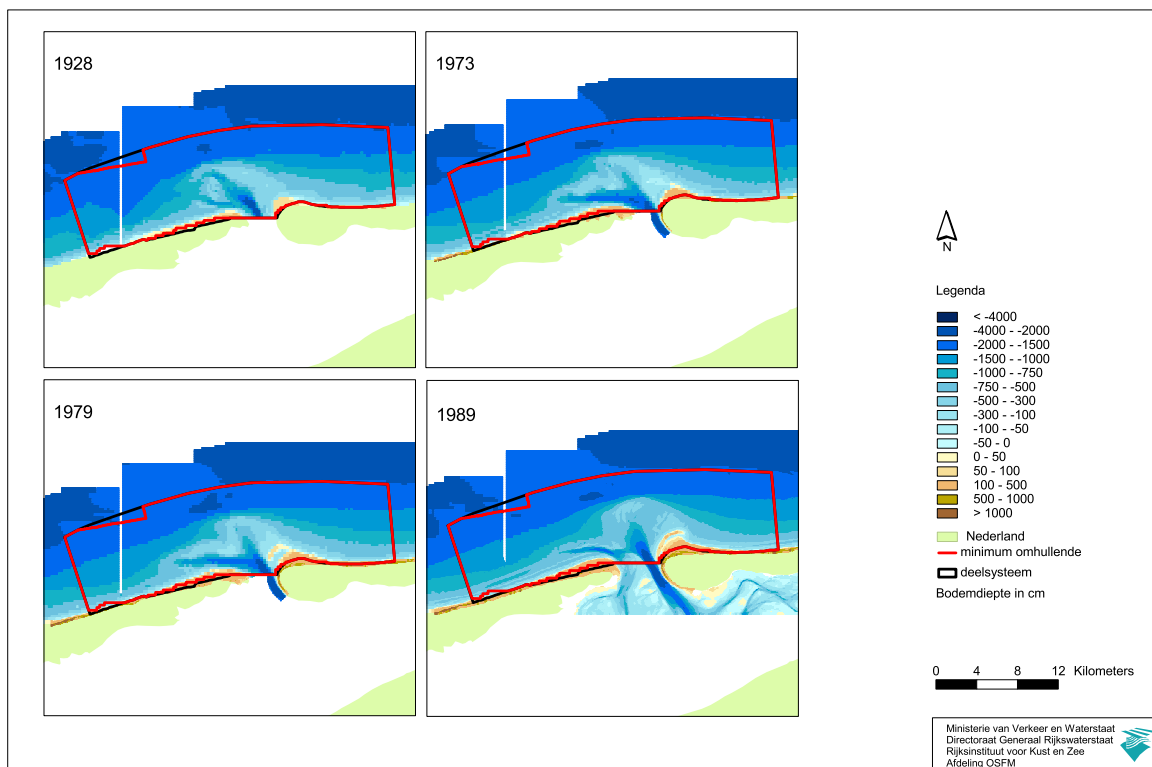 1928
1973
1979
1989
N
Legenda
< -4000
-4000 - -2000
-2000 - -1500
-1500 - -1000
-1000 - -750
-750 - -500
-500 - -300
-300 - -100
-100 - -50
-50 - 0
0 - 50
50 - 100
100 - 500
500 - 1000
> 1000
Nederland
minimum omhullende
deelsysteem
Bodemdiepte in cm
0 4 8 12 Kilometers
Ministerie van Verkeer en Waterstaat
Directoraat Generaal Rijkswaterstaat
Rijksinstituut voor Kust en Zee
Afdeling OSFM